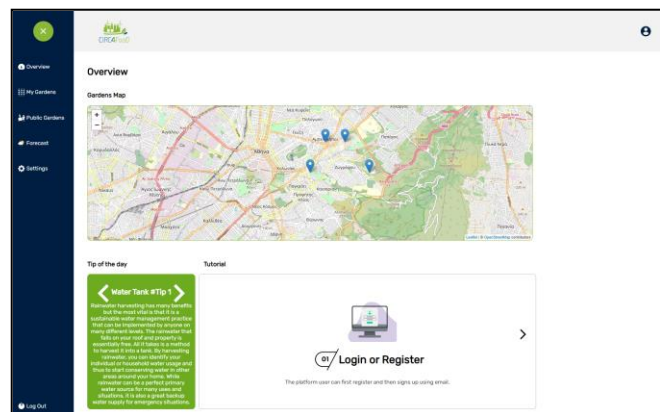 CIRCAFooD
Overview
My Gardens
Public Gardens
Forecast
Settings
Log Out
Overview
Gardens Map
+
−
Αθήνα
Leaflet | © OpenStreetMap contributors
Tip of the day
Water Tank #Tip 1
Rainwater harvesting has many benefits
but the most vital is that it is a
sustainable water management practice
that can be implemented by anyone on
many different levels. The rainwater that
falls on your roof and property is
essentially free. All it takes is a method
to harvest it into a tank. By harvesting
rainwater, you can identify your
individual or household water usage and
thus to start conserving water in other
areas around your home. While
rainwater can be a perfect primary
water source for many uses and
situations. It is also a great backup
water supply for emergency situations.
Tutorial
01
Login or Register
The platform user can first register and then signs up using email.